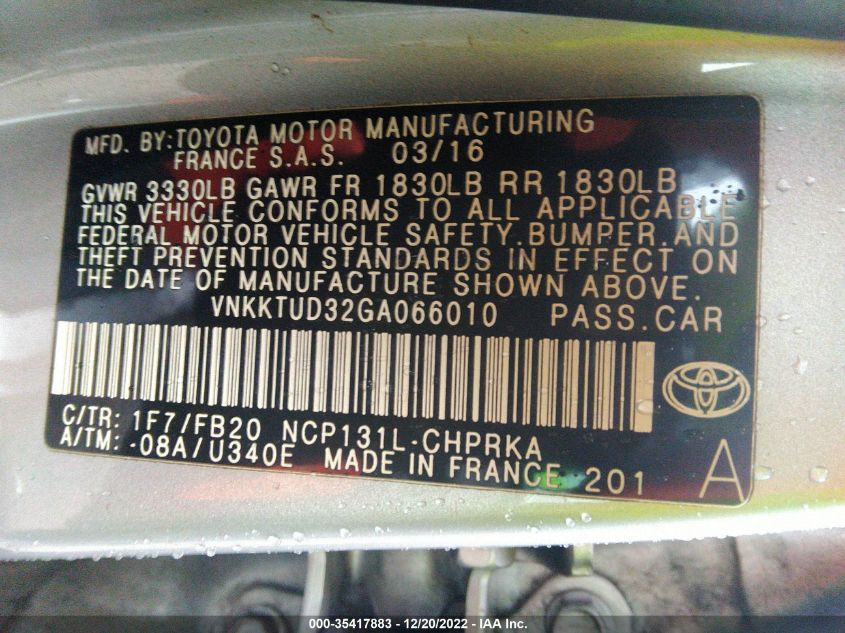 MFD. BY:TOYOTA MOTOR MANUFACTURING
FRANCE S.A.S. 03/16
GVWR 3330LB GAWR FR 1830LB RR 1830LB
THIS VEHICLE CONFORMS TO ALL APPLICABLE
FEDERAL MOTOR VEHICLE SAFETY.BUMPER.AND
THEFT PREVENTION STANDARDS IN EFFECT ON
THE DATE OF MANUFACTURE SHOWN ABOVE.
VNKKTUD32GA066010 PASS.CAR
C/TR: 1F7/FB20 NCP131L-CHPRKA
A/TM: -08A/U340E MADE IN FRANCE 201 A
000-35417883 – 12/20/2022 – IAA Inc.